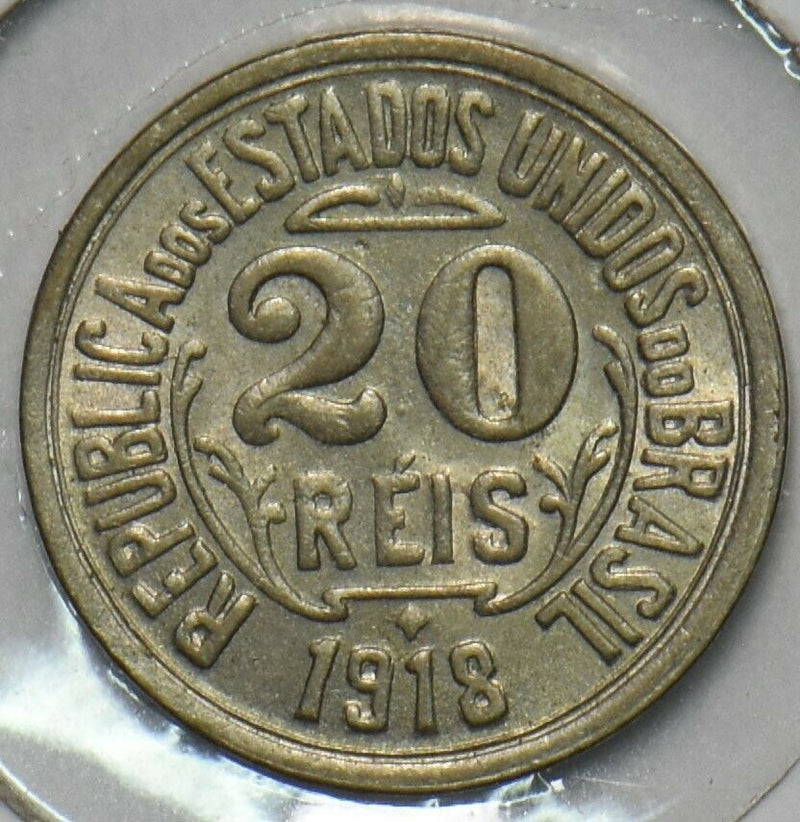 REPUBLICA DOS ESTADOS UNIDOS DO BRASIL
20
RÉIS
1918